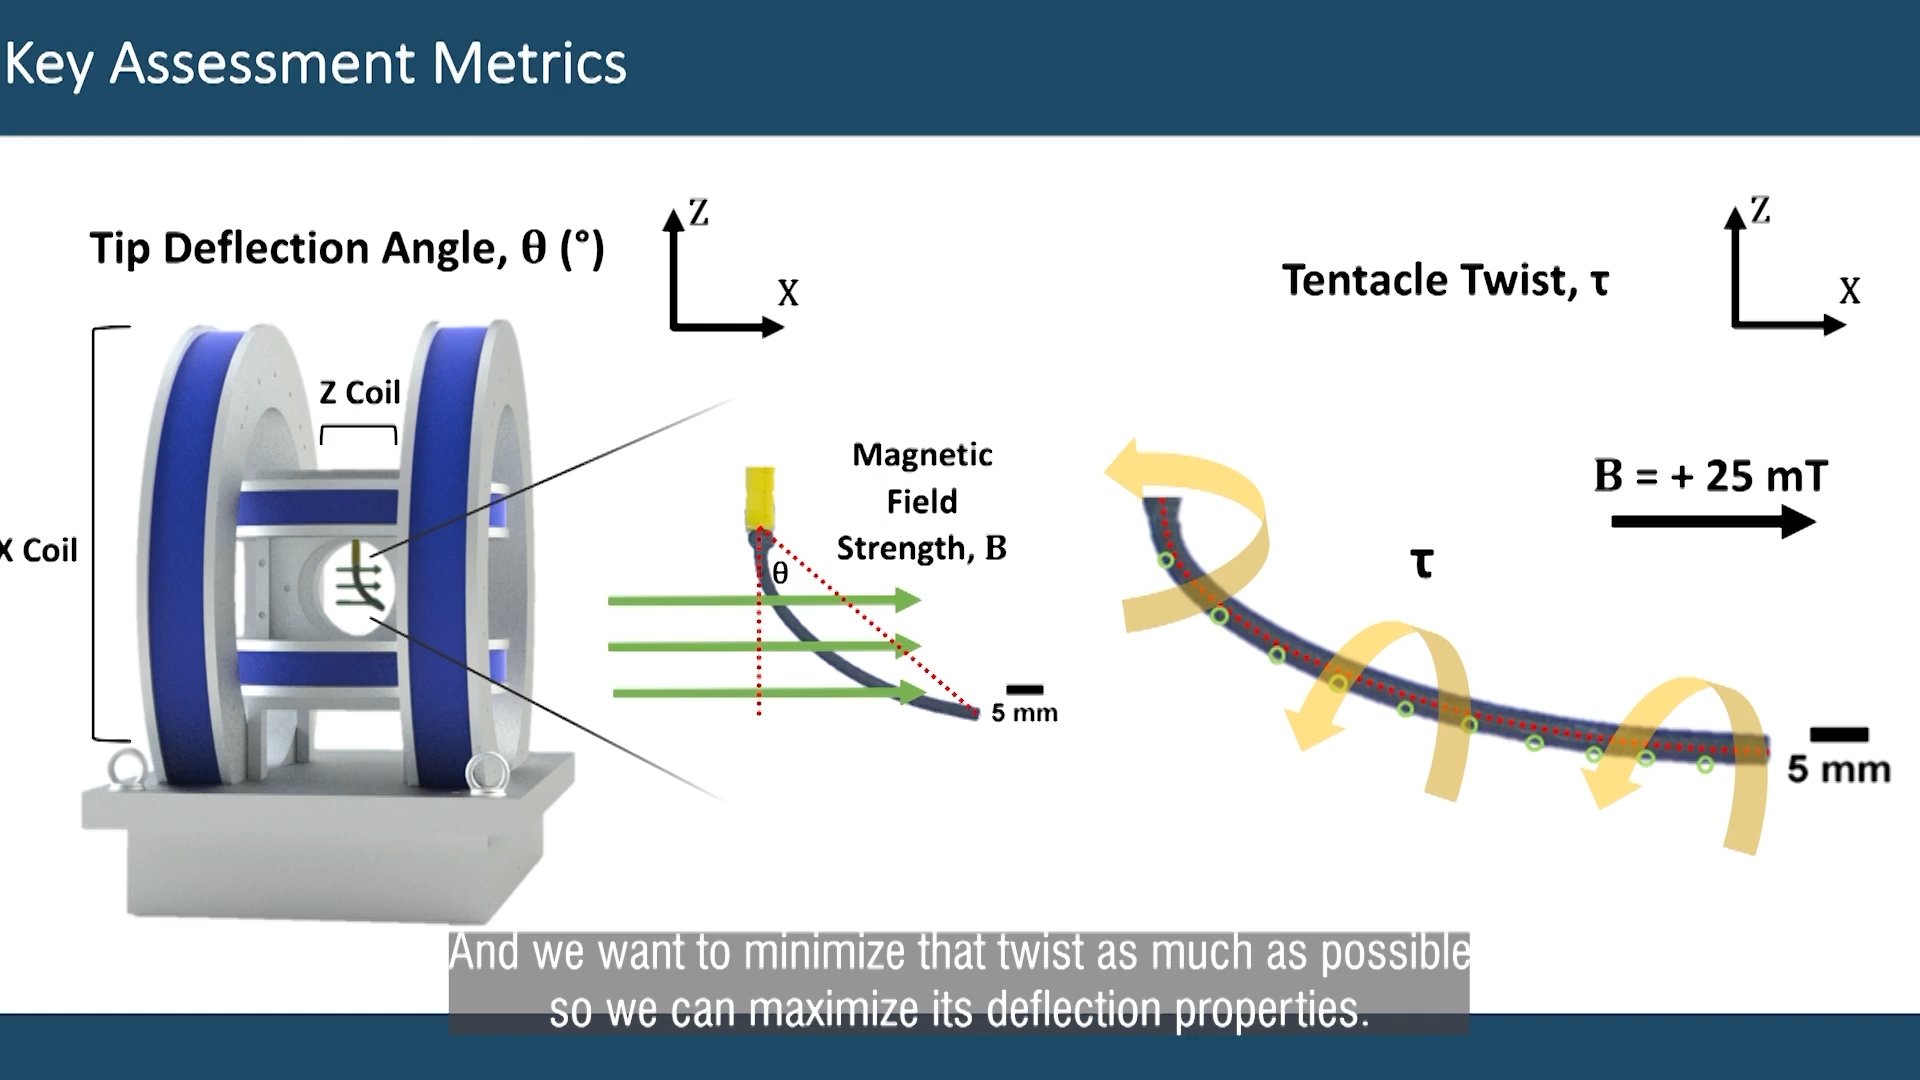 Key Assessment Metrics
Tip Deflection Angle, θ (°)
Z
X
Z Coil
X Coil
Magnetic
Field
Strength, B
θ
5 mm
Tentacle Twist, τ
Z
X
B = + 25 mT
τ
5 mm
And we want to minimize that twist as much as possible
so we can maximize its deflection properties.